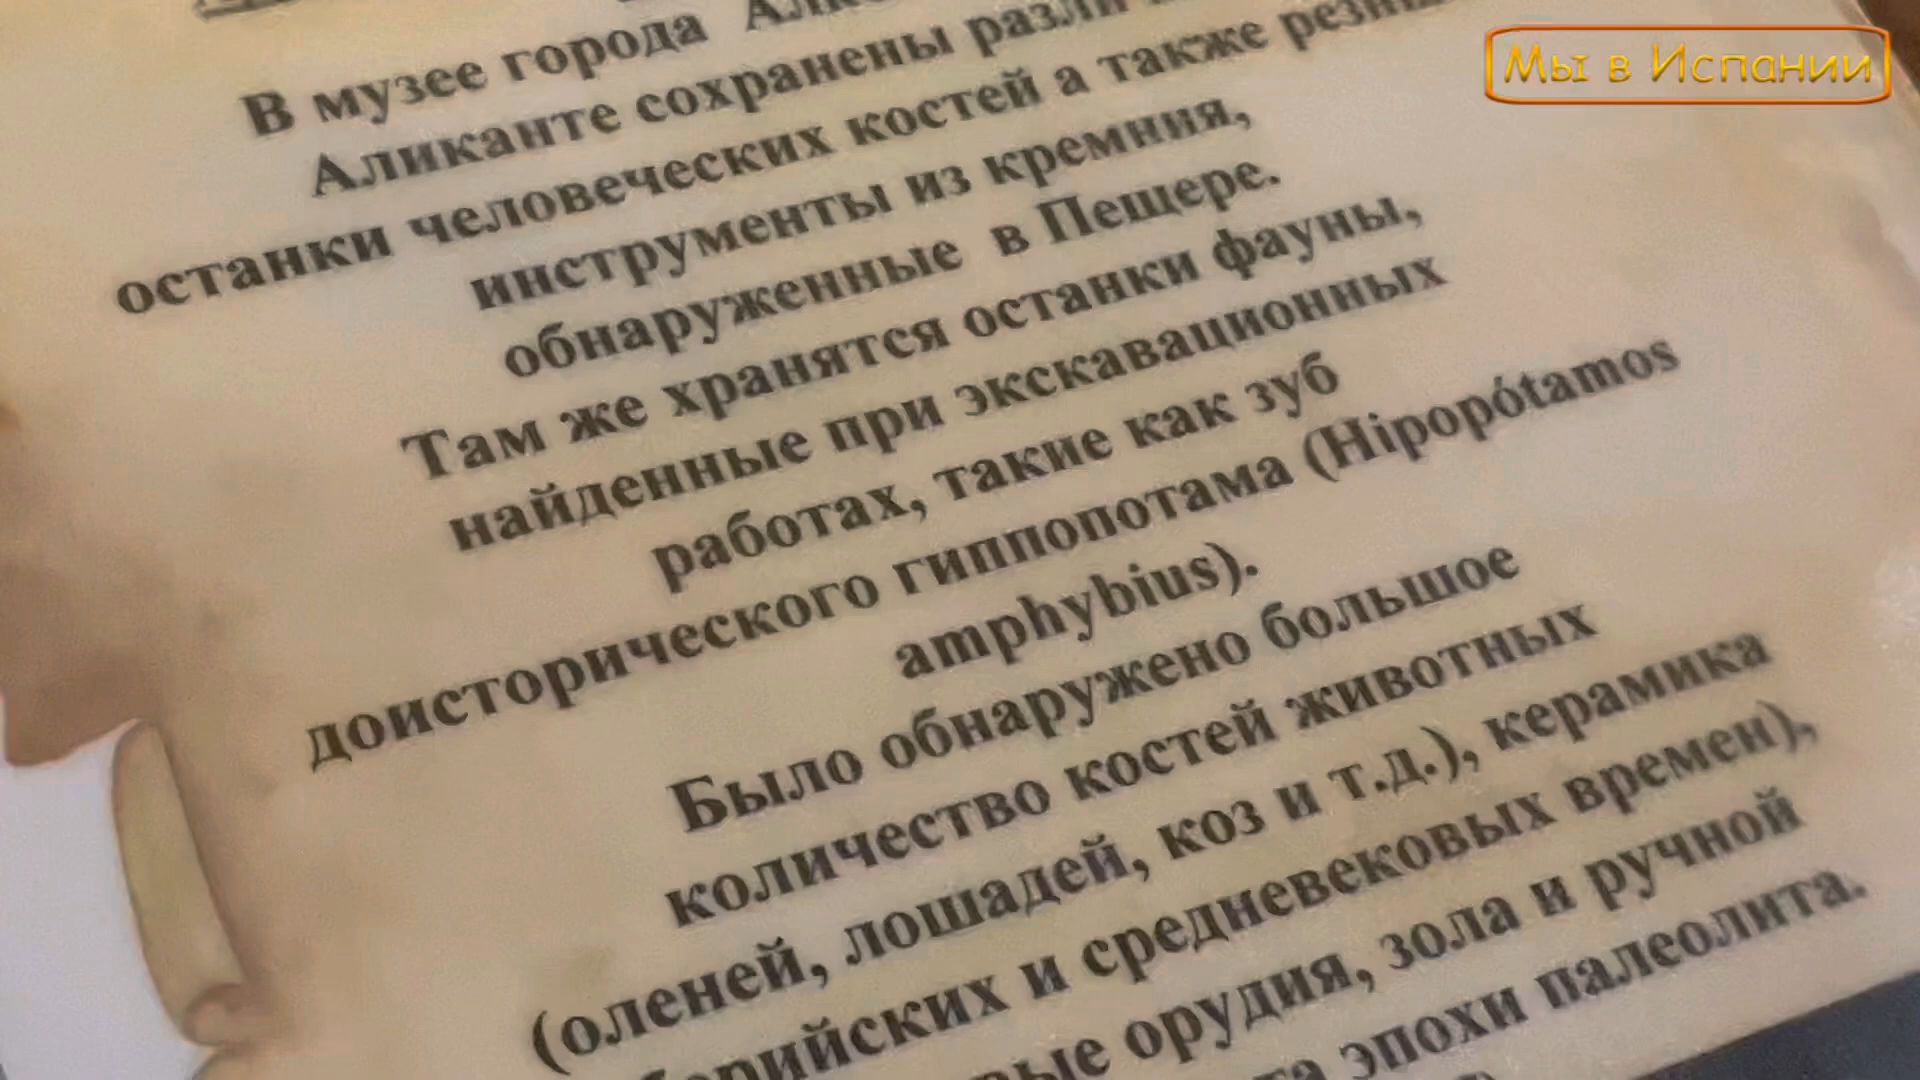 Мы в Испании
В музее города
Аликанте сохранены
останки человеческих костей а также
инструменты из кремния,
обнаруженные в Пещере.
Там же хранятся останки фауны,
найденные при экскавационных
работах, такие как зуб
доисторического гиппопотама (Hipopótamos
amphybius).
Было обнаружено большое
количество костей животных
(оленей, лошадей, коз и т.д.), керамика
и средневековых времен),
орудия, зола и ручной
эпохи палеолита.